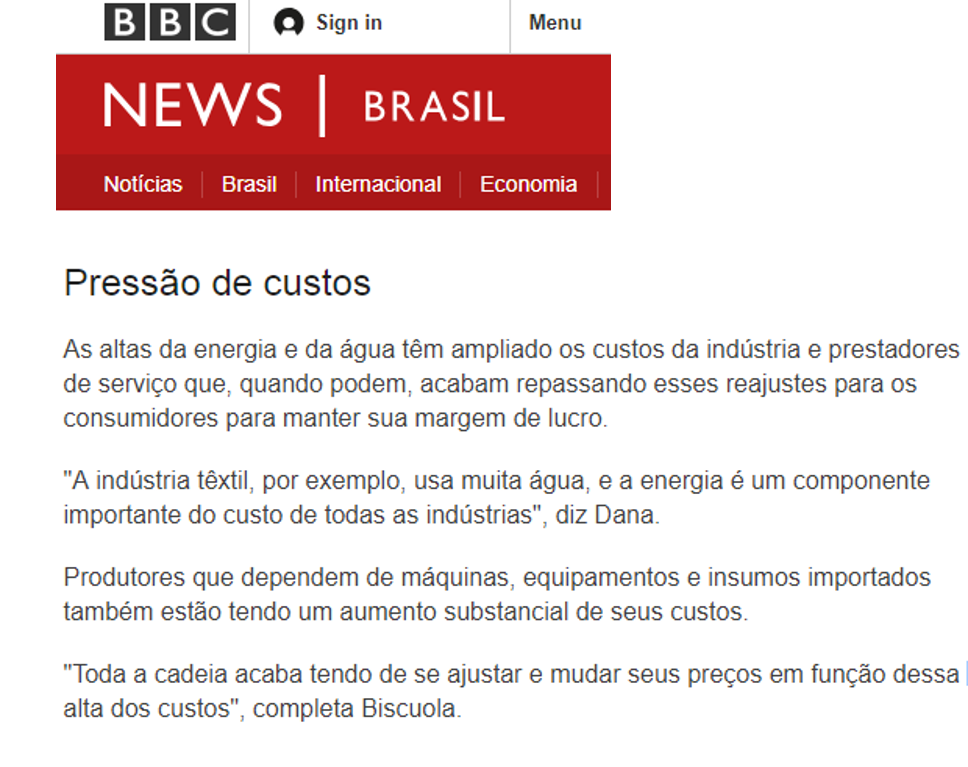 BBC Sign in Menu
NEWS | BRASIL
Notícias Brasil Internacional Economia
Pressão de custos
As altas da energia e da água têm ampliado os custos da indústria e prestadores
de serviço que, quando podem, acabam repassando esses reajustes para os
consumidores para manter sua margem de lucro.
"A indústria têxtil, por exemplo, usa muita água, e a energia é um componente
importante do custo de todas as indústrias", diz Dana.
Produtores que dependem de máquinas, equipamentos e insumos importados
também estão tendo um aumento substancial de seus custos.
"Toda a cadeia acaba tendo de se ajustar e mudar seus preços em função dessa
alta dos custos", completa Biscuola.